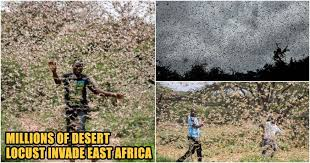 MILLIONS OF DESERT
LOCUST INVADE EAST AFRICA